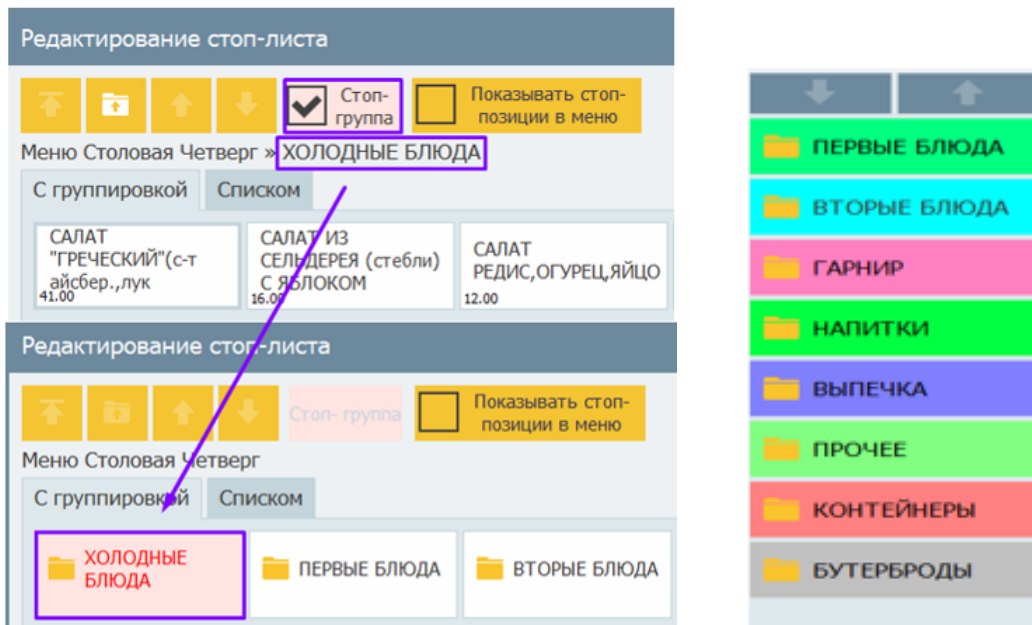 Редактирование стоп-листа
Стоп-
группа
Показывать стоп-
позиции в меню
Меню Столовая Четверг » ХОЛОДНЫЕ БЛЮДА
С группировкой Списком
САЛАТ
"ГРЕЧЕСКИЙ"(с-т
айсбер.,лук
41.00
САЛАТ ИЗ
СЕЛЬДЕРЕЯ (стебли)
С ЯБЛОКОМ
16.00
САЛАТ
РЕДИС,ОГУРЕЦ,ЯЙЦО
12.00
Редактирование стоп-листа
Стоп- группа
Показывать стоп-
позиции в меню
Меню Столовая Четверг
С группировкой Списком
ХОЛОДНЫЕ
БЛЮДА
ПЕРВЫЕ БЛЮДА
ВТОРЫЕ БЛЮДА
ПЕРВЫЕ БЛЮДА
ВТОРЫЕ БЛЮДА
ГАРНИР
НАПИТКИ
ВЫПЕЧКА
ПРОЧЕЕ
КОНТЕЙНЕРЫ
БУТЕРБРОДЫ